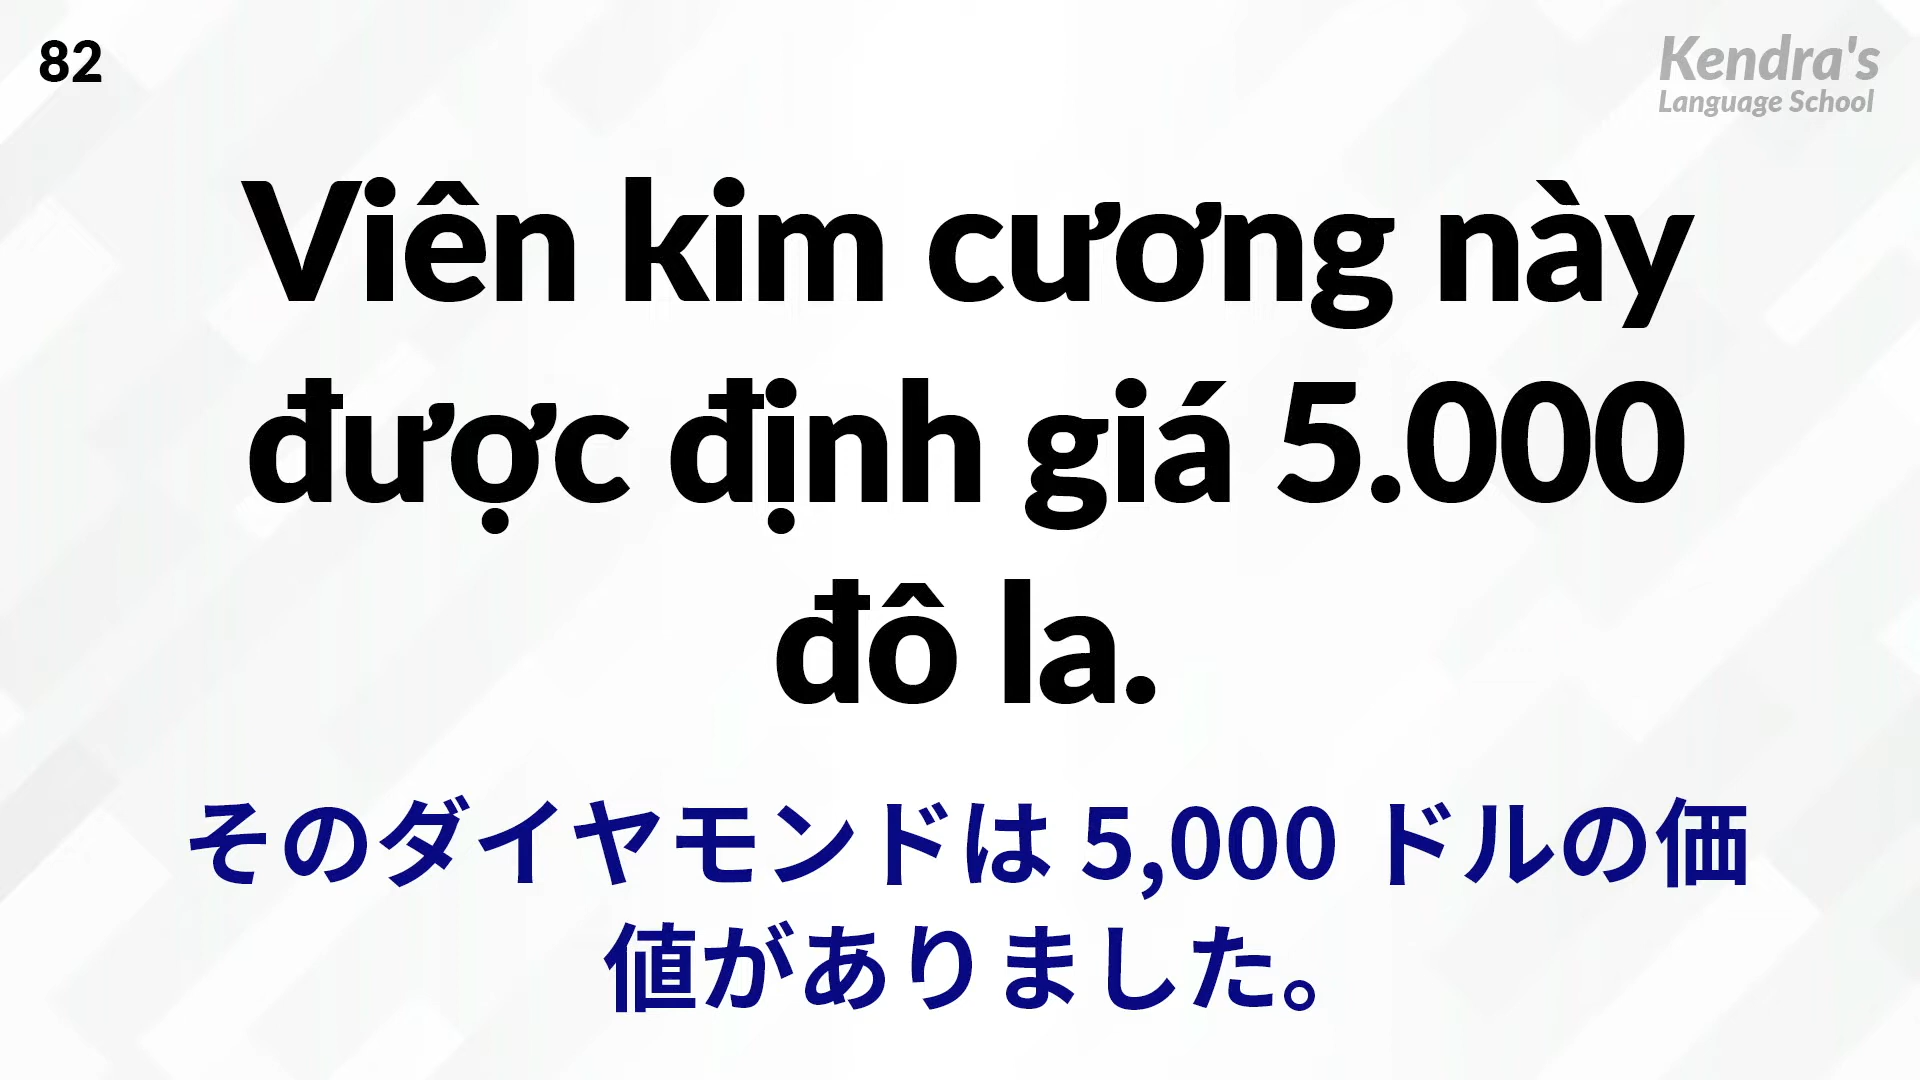 82
Kendra's
Language School
Viên kim cương này
được định giá 5.000
đô la.
そのダイヤモンドは 5,000 ドルの価
値がありました。